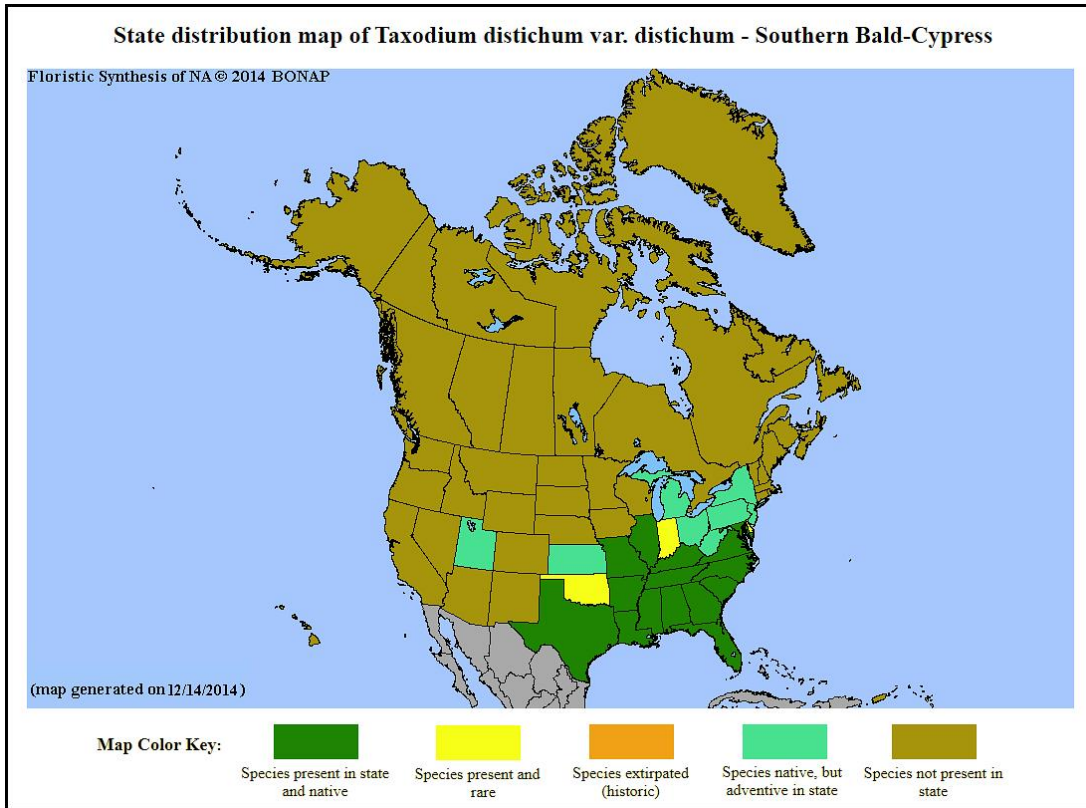 State distribution map of Taxodium distichum var. distichum - Southern Bald-Cypress
Floristic Synthesis of NA © 2014 BONAP
(map generated on 12/14/2014)
Map Color Key:
Species present in state
and native
Species present and
rare
Species extirpated
(historic)
Species native, but
adventive in state
Species not present in
state